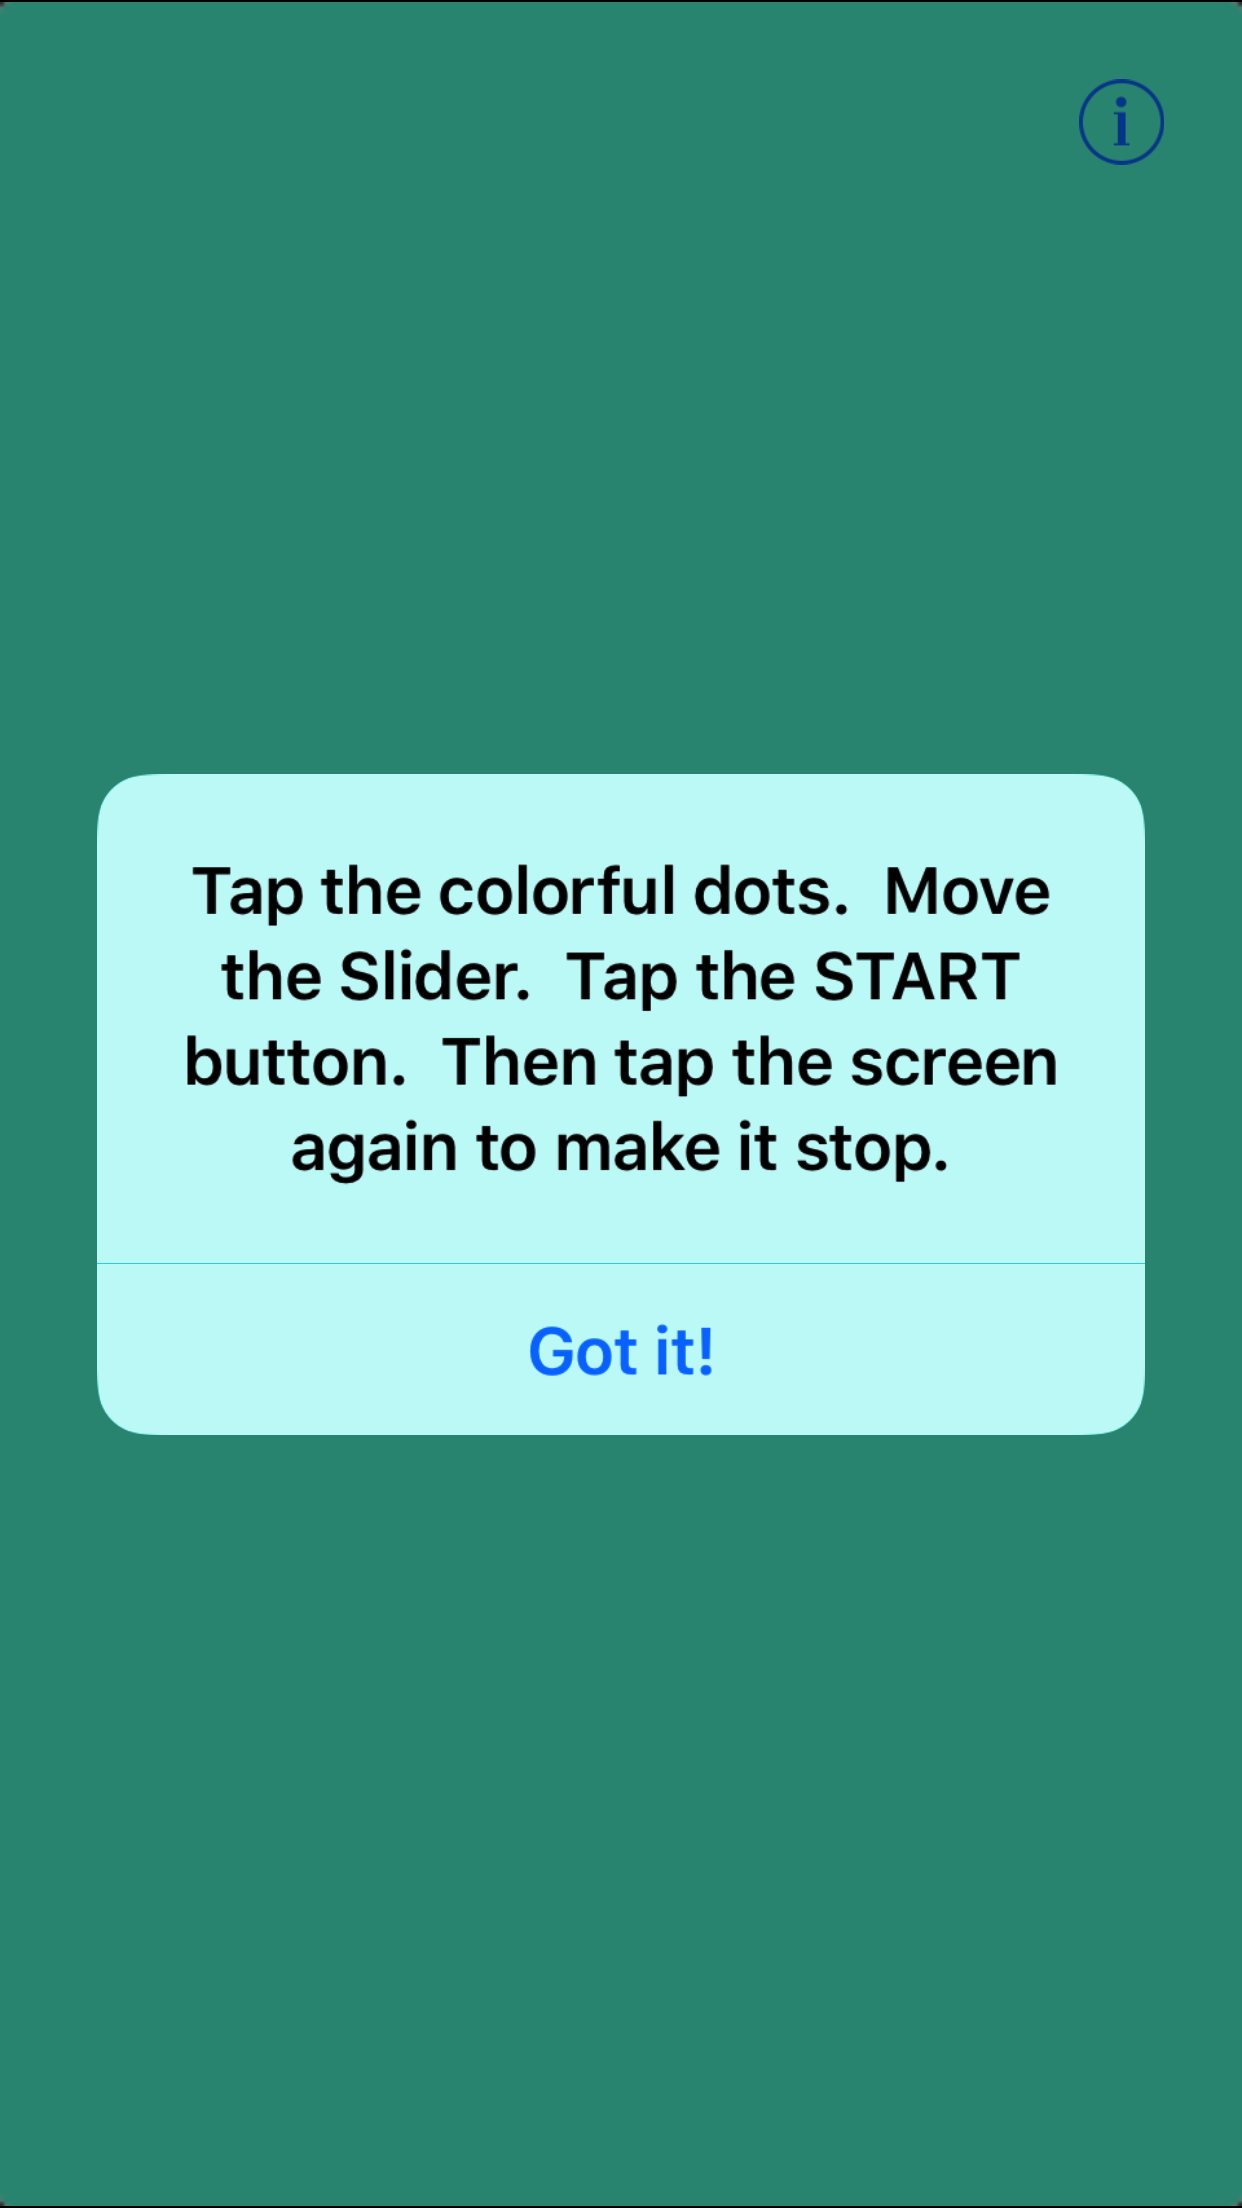 i
Tap the colorful dots.  Move
the Slider.  Tap the START
button.  Then tap the screen
again to make it stop.
Got it!